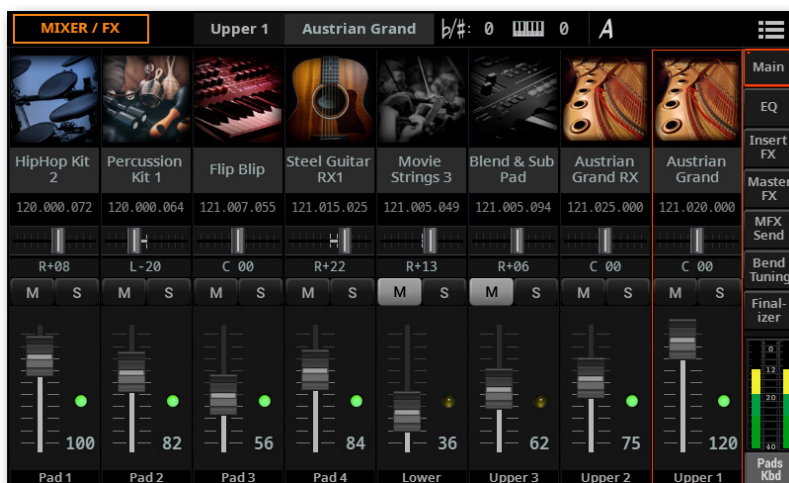 MIXER / FX
Upper 1
Austrian Grand
♭/#: 0
0
A
HipHop Kit
2
Percussion
Kit 1
Flip Blip
Steel Guitar
RX1
Movie
Strings 3
Blend & Sub
Pad
Austrian
Grand RX
Austrian
Grand
120.000.072 120.000.064 121.007.055 121.015.025 121.005.049 121.005.094 121.025.000 121.020.000
R+08 L-20 C 00 R+22 R+13 R+06 C 00 C 00
M S M S M S M S M S M S M S M S
100 82 56 84 36 62 75 120
Pad 1 Pad 2 Pad 3 Pad 4 Lower Upper 3 Upper 2 Upper 1
Main
EQ
Insert
FX
Master
FX
MFX
Send
Bend
Tuning
Final-
izer
0
12
20
40
Pads
Kbd